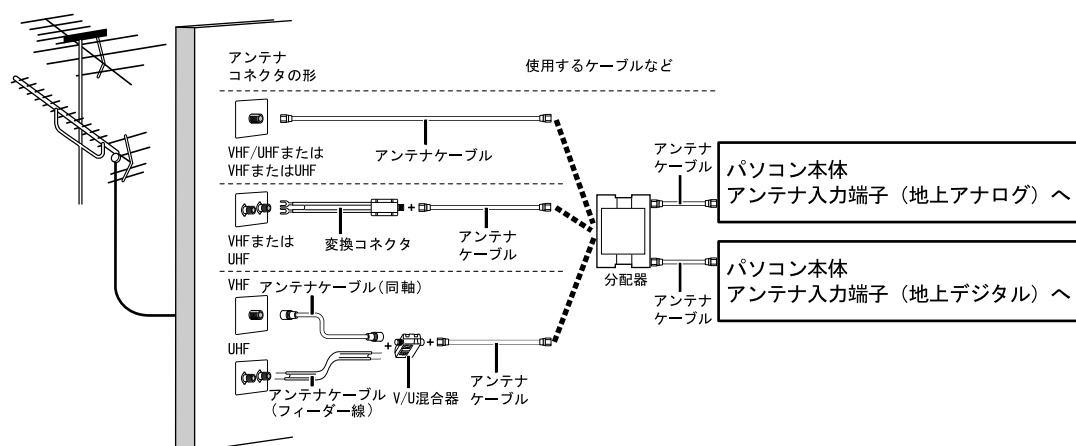 アンテナ
コネクタの形
使用するケーブルなど
アンテナケーブル
VHF/UHFまたは
VHFまたはUHF
+
変換コネクタ
アンテナ
ケーブル
VHFまたは
UHF
VHF
アンテナケーブル(同軸)
UHF
+
+
アンテナケーブル
(フィーダー線)
V/U混合器
アンテナ
ケーブル
分配器
アンテナ
ケーブル
パソコン本体
アンテナ入力端子（地上アナログ）へ
アンテナ
ケーブル
パソコン本体
アンテナ入力端子（地上デジタル）へ